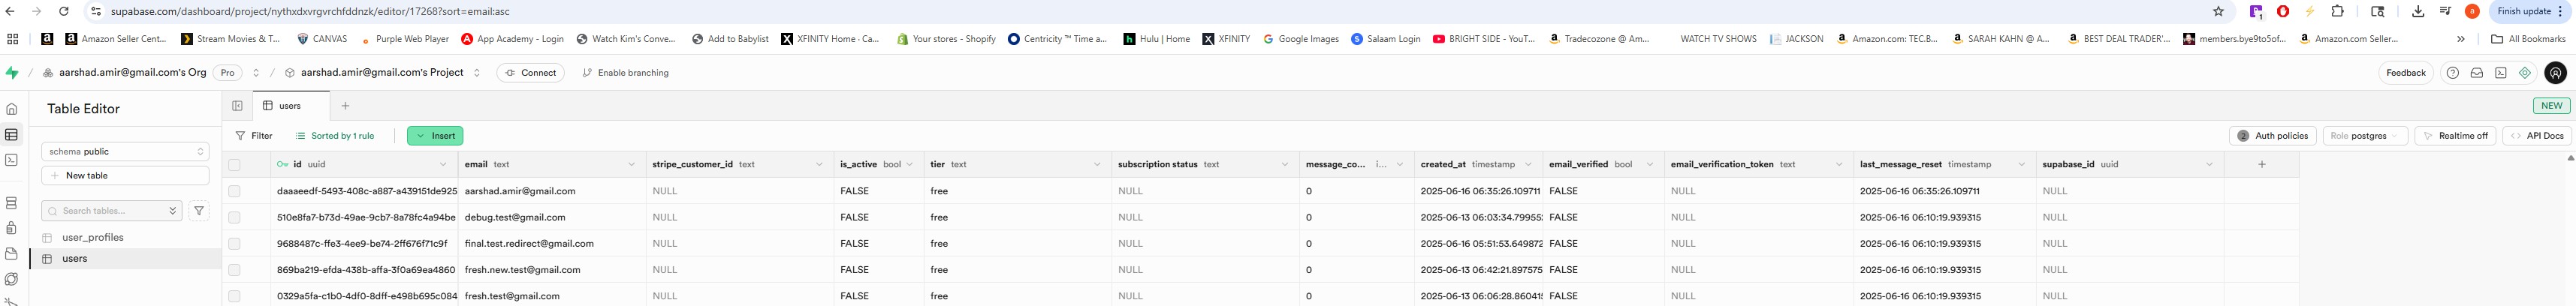 supabase.com/dashboard/project/nythxdxvrgvrchfddnzk/editor/17268?sort=email:asc
1
a
Finish update
Amazon Seller Cent...
Stream Movies & T...
CANVAS
Purple Web Player
App Academy - Login
Watch Kim's Conve...
Add to Babylist
XFINITY Home - Ca...
Your stores - Shopify
Centricity ™ Time a...
Hulu | Home
XFINITY
Google Images
Salaam Login
BRIGHT SIDE - YouT...
Tradecozone @ Am...
WATCH TV SHOWS
JACKSON
Amazon.com: TEC.B...
SARAH KAHN @ A...
BEST DEAL TRADER'...
members.bye9to5of...
Amazon.com Seller...
»
All Bookmarks
/ aarshad.amir@gmail.com's Org Pro / aarshad.amir@gmail.com's Project Connect Enable branching
Feedback
Table Editor
users
NEW
Filter Sorted by 1 rule Insert
2 Auth policies Role postgres Realtime off API Docs
schema public
New table
Search tables...
user_profiles
users
id uuid email text stripe_customer_id text is_active bool tier text subscription status text message_co... i... created_at timestamp email_verified bool email_verification_token text last_message_reset timestamp supabase_id uuid
daaaeedf-5493-408c-a887-a439151de925 aarshad.amir@gmail.com NULL FALSE free NULL 0 2025-06-16 06:35:26.109711 FALSE NULL 2025-06-16 06:35:26.109711 NULL
510e8fa7-b73d-49ae-9cb7-8a78fc4a94be debug.test@gmail.com NULL FALSE free NULL 0 2025-06-13 06:03:34.79955 FALSE NULL 2025-06-16 06:10:19.939315 NULL
9688487c-ffe3-4ee9-be74-2ff676f71c9f final.test.redirect@gmail.com NULL FALSE free NULL 0 2025-06-16 05:51:53.649872 FALSE NULL 2025-06-16 06:10:19.939315 NULL
869ba219-efda-438b-affa-3f0a69ea4860 fresh.new.test@gmail.com NULL FALSE free NULL 0 2025-06-13 06:42:21.897575 FALSE NULL 2025-06-16 06:10:19.939315 NULL
0329a5fa-c1b0-4df0-8dff-e498b695c084 fresh.test@gmail.com NULL FALSE free NULL 0 2025-06-13 06:06:28.86041 FALSE NULL 2025-06-16 06:10:19.939315 NULL